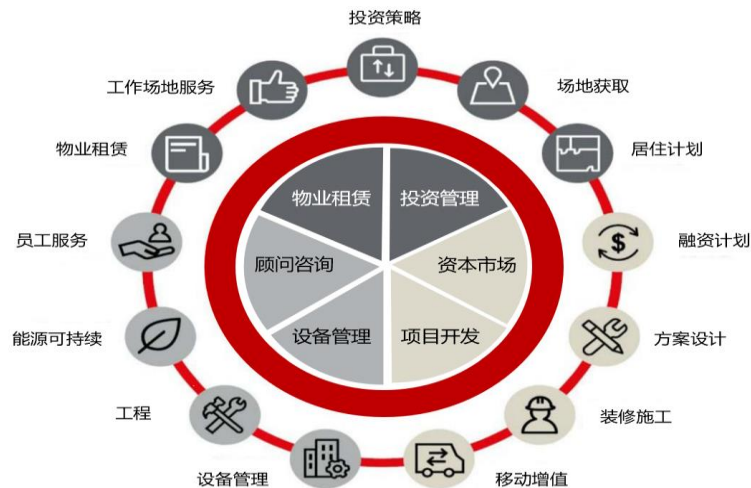 投资策略
工作场地服务
场地获取
物业租赁
居住计划
员工服务
融资计划
能源可持续
方案设计
工程
装修施工
设备管理
移动增值
物业租赁
投资管理
顾问咨询
资本市场
设备管理
项目开发
$